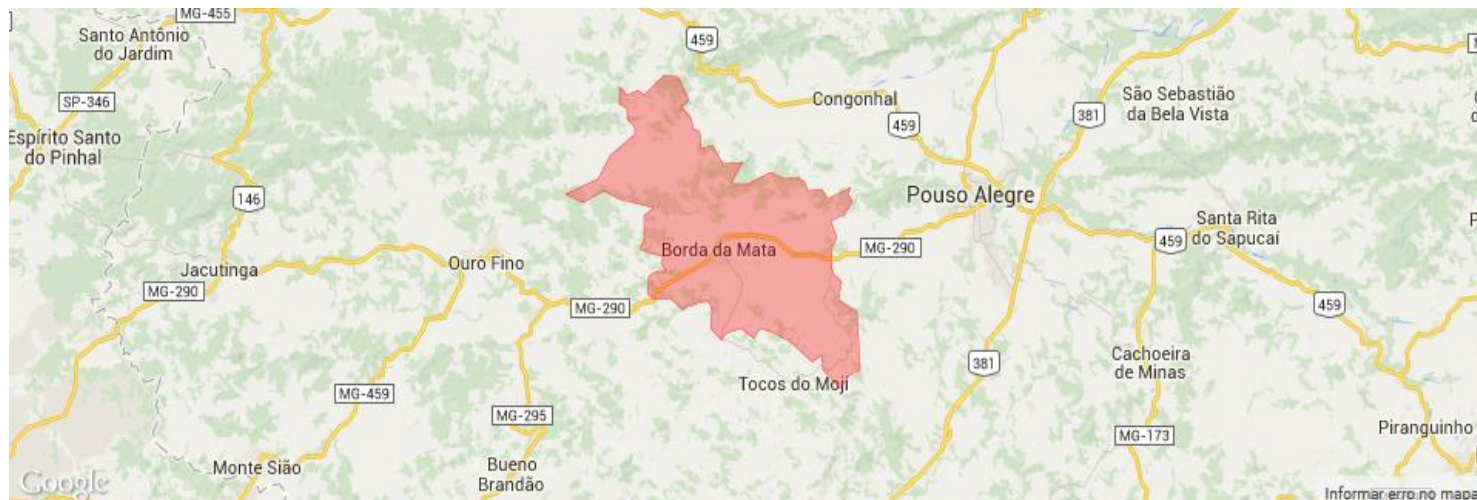 MG-455
Santo Antônio
do Jardim
459
SP-346
Congonhal
São Sebastião
da Bela Vista
381
459
Espírito Santo
do Pinhal
146
Pouso Alegre
Santa Rita
do Sapucaí
459
Borda da Mata
MG-290
Ouro Fino
Jacutinga
MG-290
MG-290
459
381
Cachoeira
de Minas
Tocos do Moji
MG-459
MG-295
Piranguinho
MG-173
Monte Sião
Bueno
Brandão
Google
Informar erro no mapa